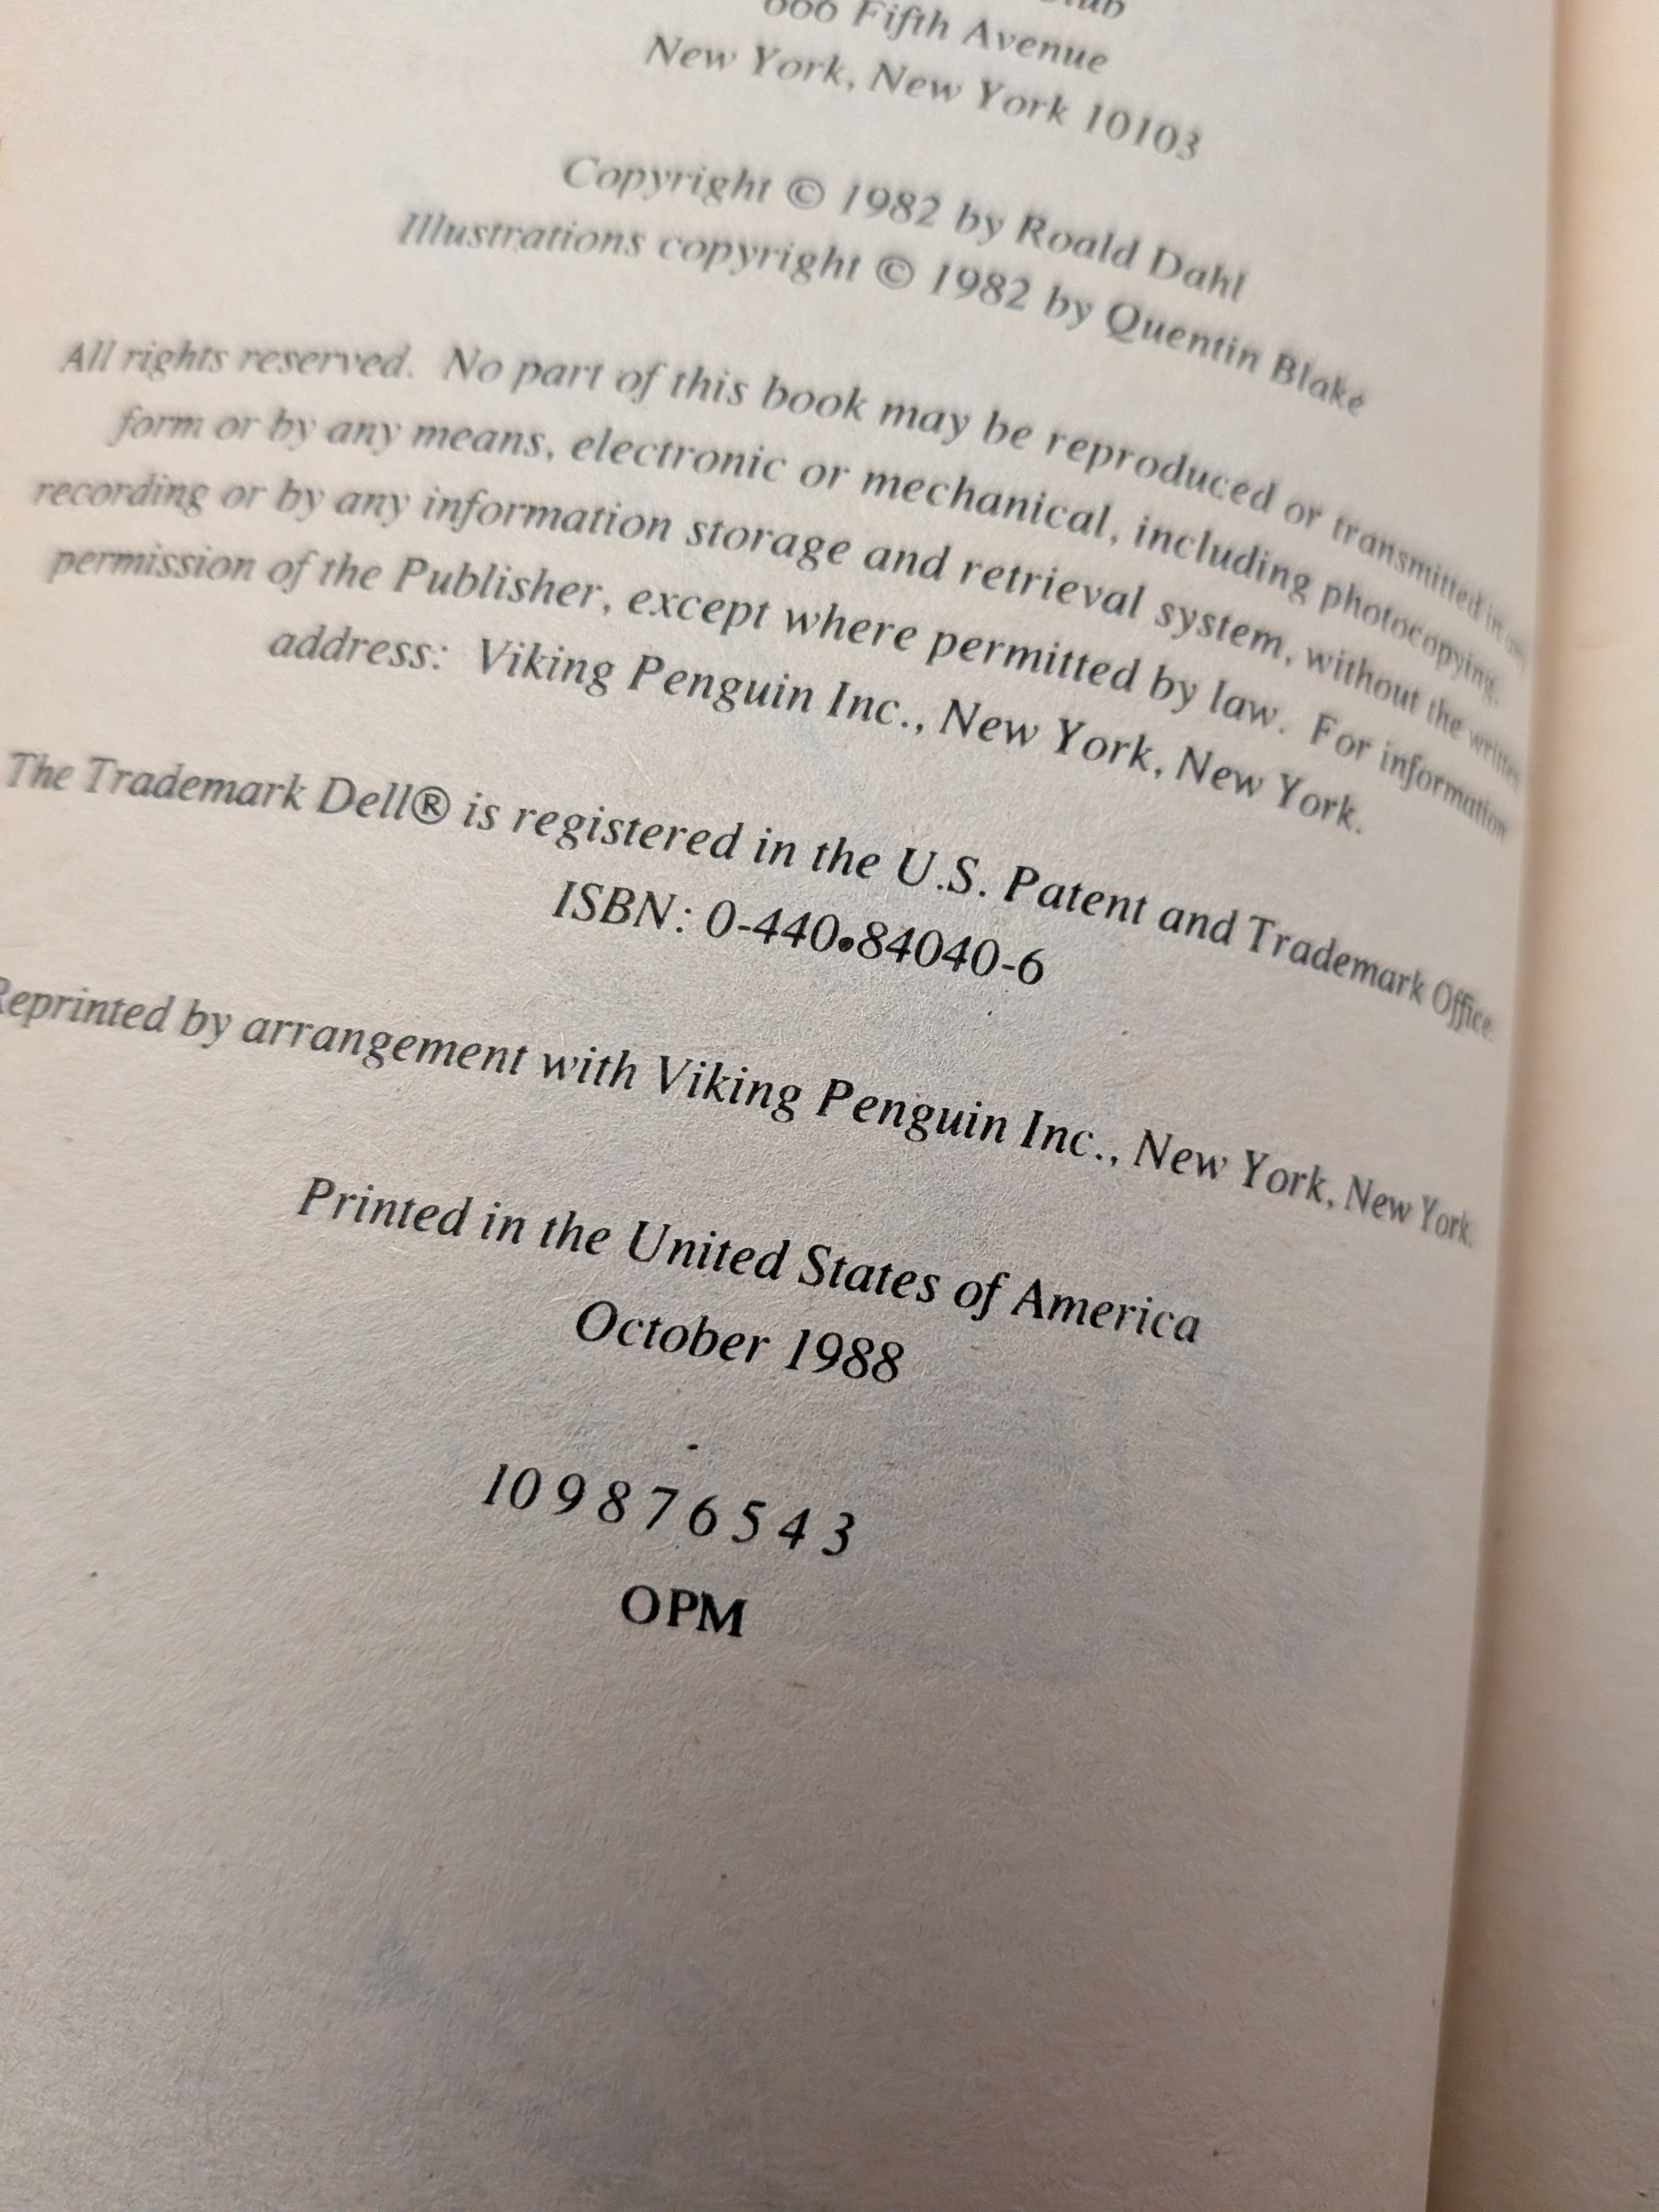 666 Fifth Avenue
New York, New York 10103
Copyright © 1982 by Roald Dahl
Illustrations copyright © 1982 by Quentin Blake
All rights reserved. No part of this book may be reproduced or transmitted in any
form or by any means, electronic or mechanical, including photocopying,
recording or by any information storage and retrieval system, without the written
permission of the Publisher, except where permitted by law. For information
address: Viking Penguin Inc., New York, New York.
The Trademark Dell® is registered in the U.S. Patent and Trademark Office.
ISBN: 0-440•84040-6
Reprinted by arrangement with Viking Penguin Inc., New York, New York.
Printed in the United States of America
October 1988
10 9 8 7 6 5 4 3
OPM